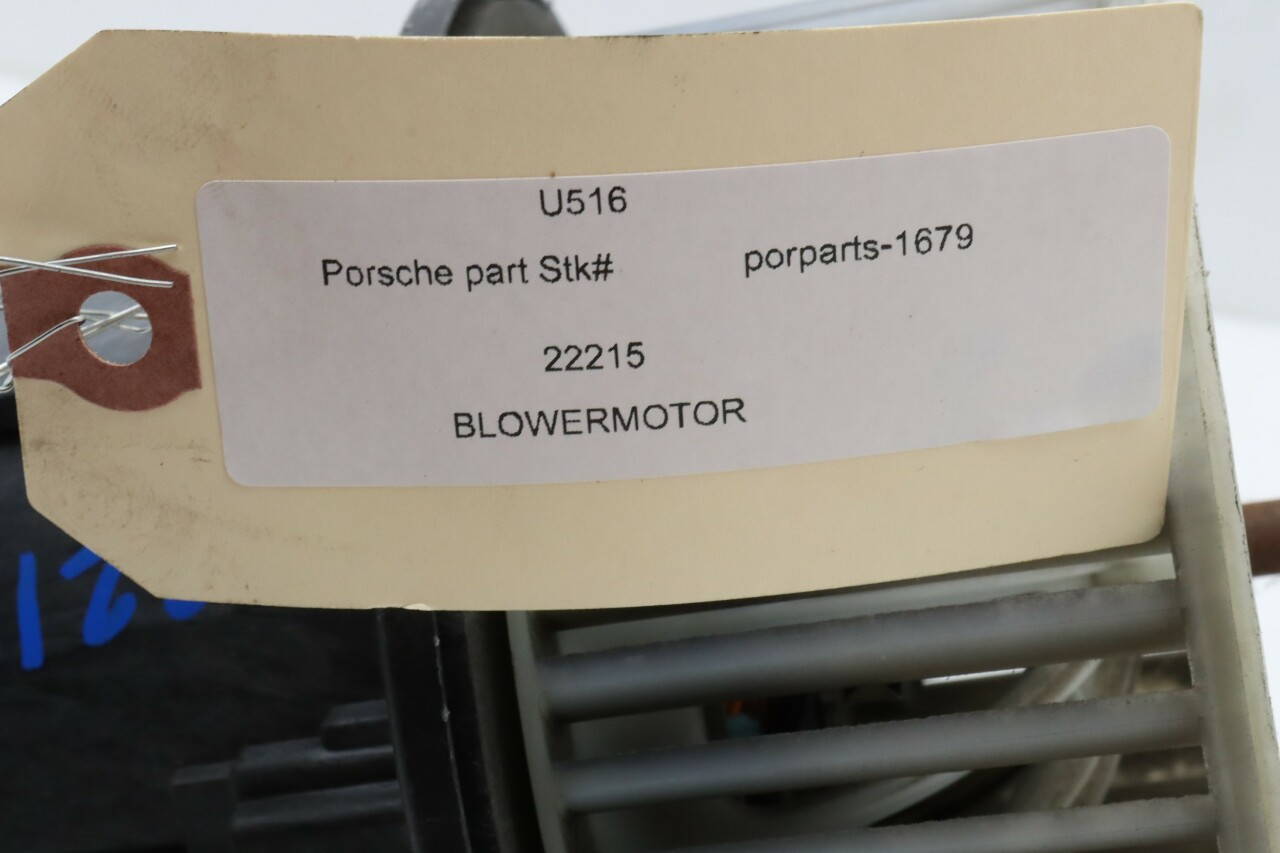 U516
Porsche part Stk# porparts-1679
22215
BLOWERMOTOR